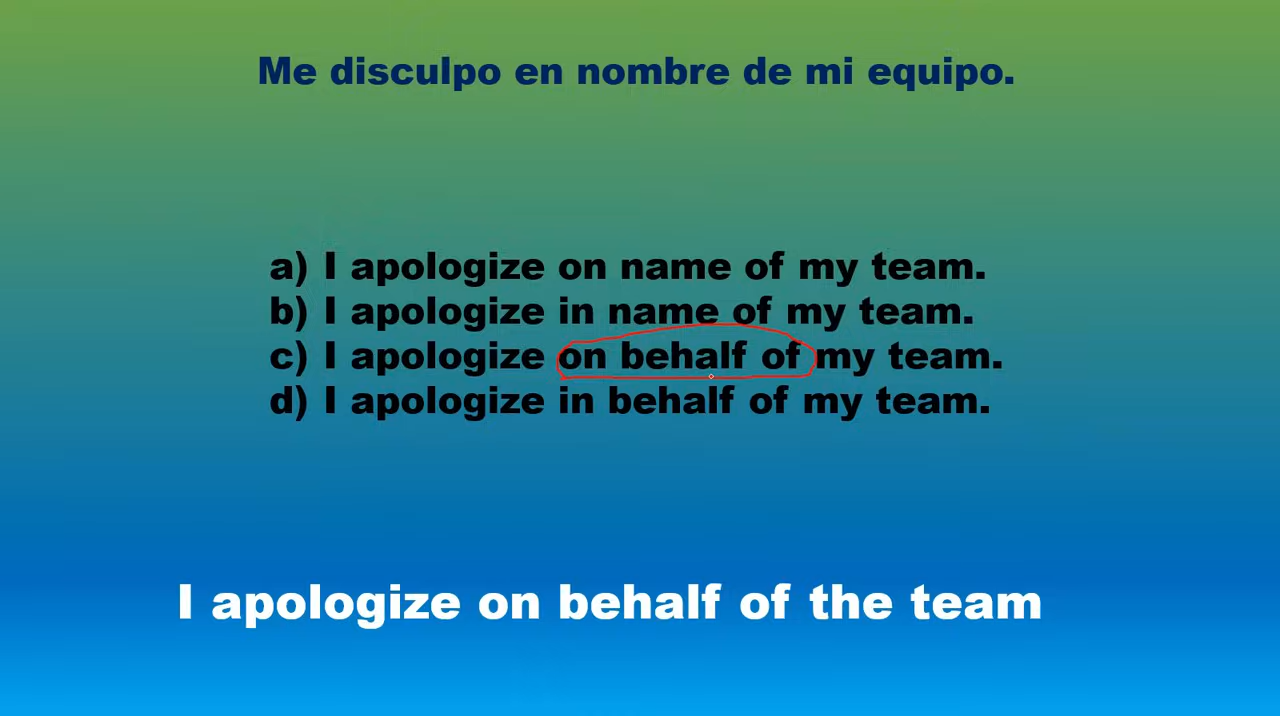 Me disculpo en nombre de mi equipo.
a) I apologize on name of my team.
b) I apologize in name of my team.
c) I apologize on behalf of my team.
d) I apologize in behalf of my team.
I apologize on behalf of the team